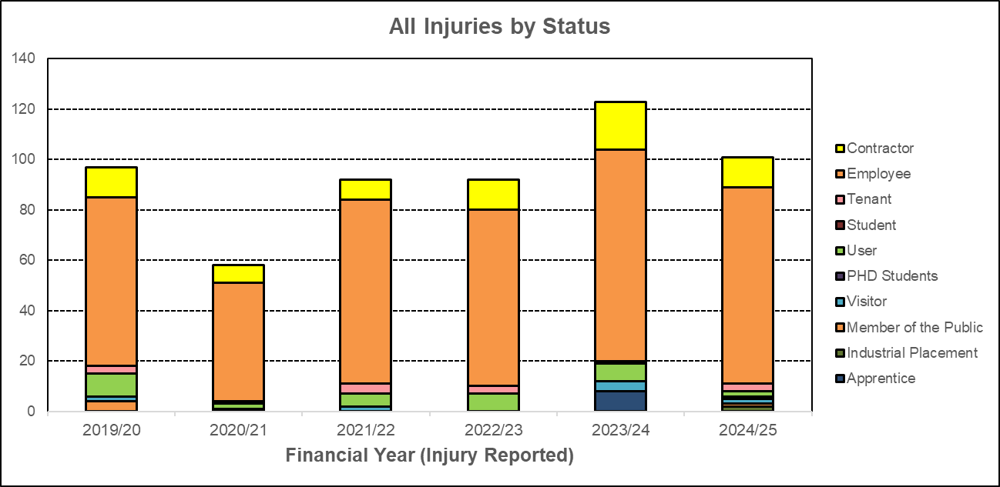 All Injuries by Status
140
120
100
80
60
40
20
0
2019/20
2020/21
2021/22
2022/23
2023/24
2024/25
Financial Year (Injury Reported)
Contractor
Employee
Tenant
Student
User
PHD Students
Visitor
Member of the Public
Industrial Placement
Apprentice